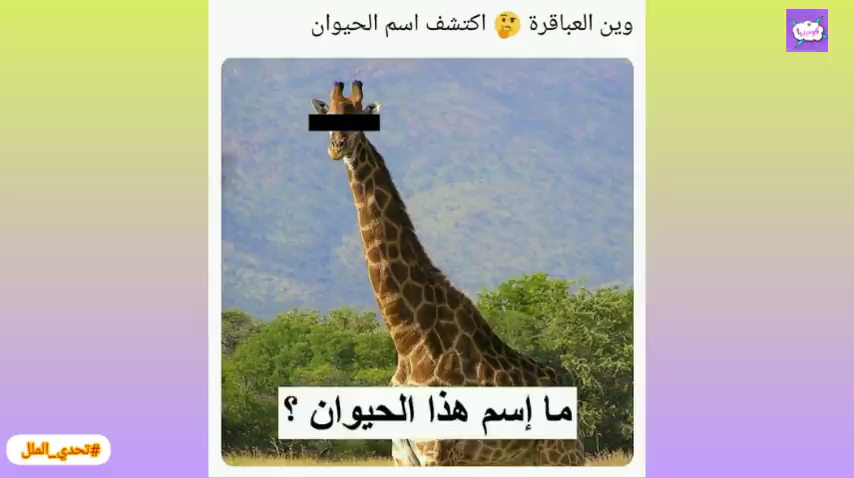 وين العباقرة 🤔 اكتشف اسم الحيوان
ما إسم هذا الحيوان ؟
#تحدي_الملل